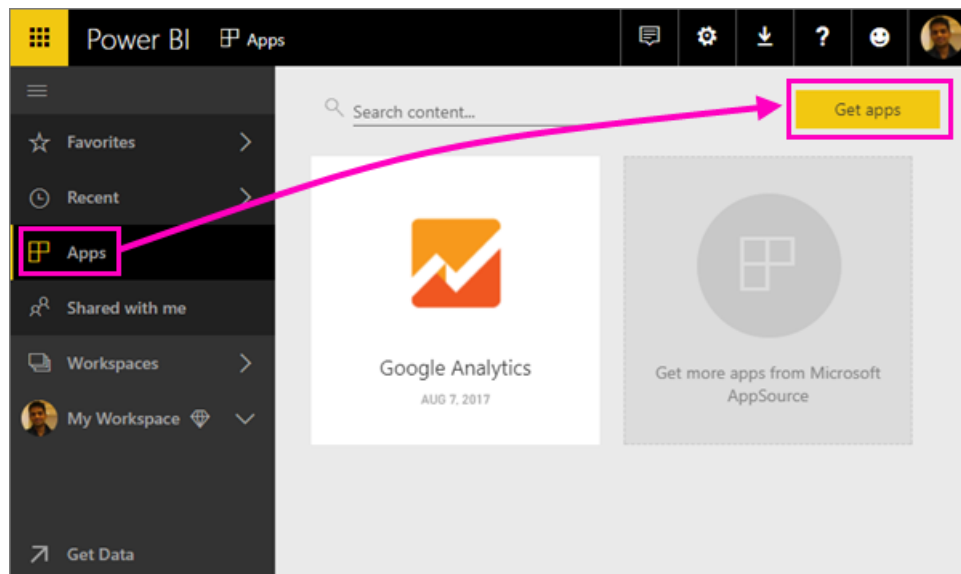 Power BI
Apps
?
Search content...
Get apps
Favorites
Recent
Apps
Shared with me
Workspaces
My Workspace
Get Data
Google Analytics
AUG 7, 2017
Get more apps from Microsoft
AppSource